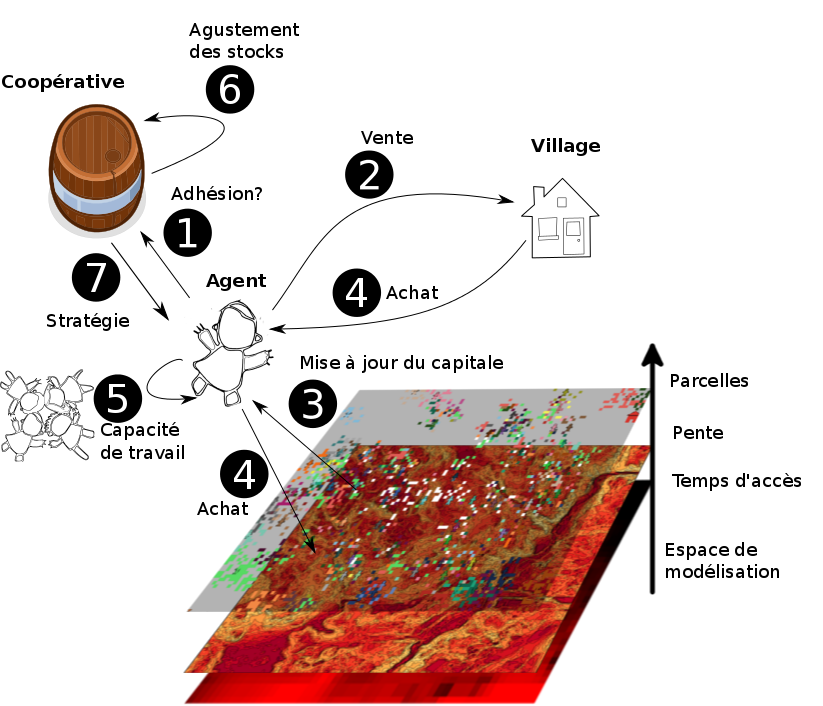 Agustement
des stocks
6
Coopérative
Vente
2
Village
Adhésion?
1
7
Agent
4 Achat
Stratégie
Mise à jour du capitale
3
5
Capacité
de travail
4
Achat
Parcelles
Pente
Temps d'accès
Espace de
modélisation